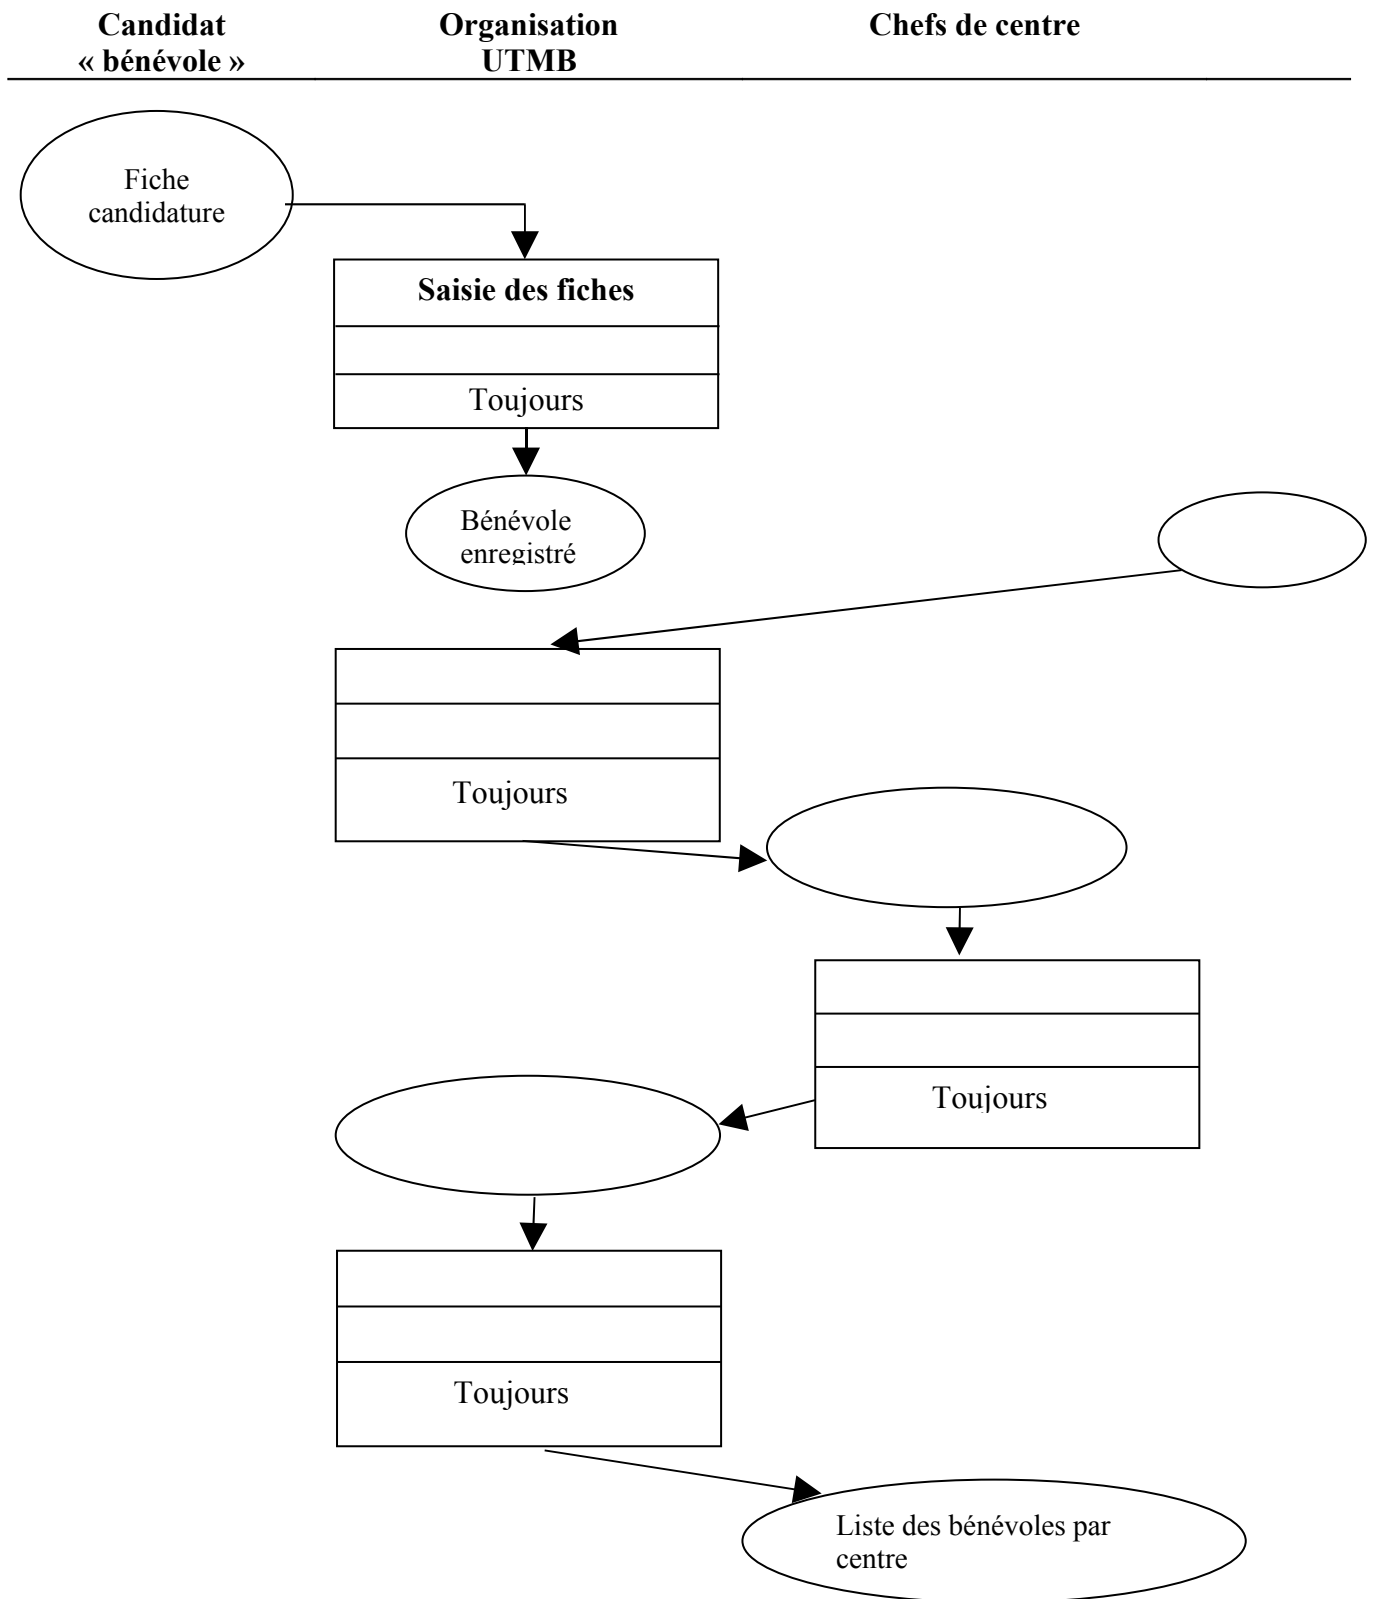 Candidat
« bénévole »
Organisation
UTMB
Chefs de centre
Fiche
candidature
Saisie des fiches
Toujours
Bénévole
enregistré
Toujours
Toujours
Toujours
Liste des bénévoles par
centre